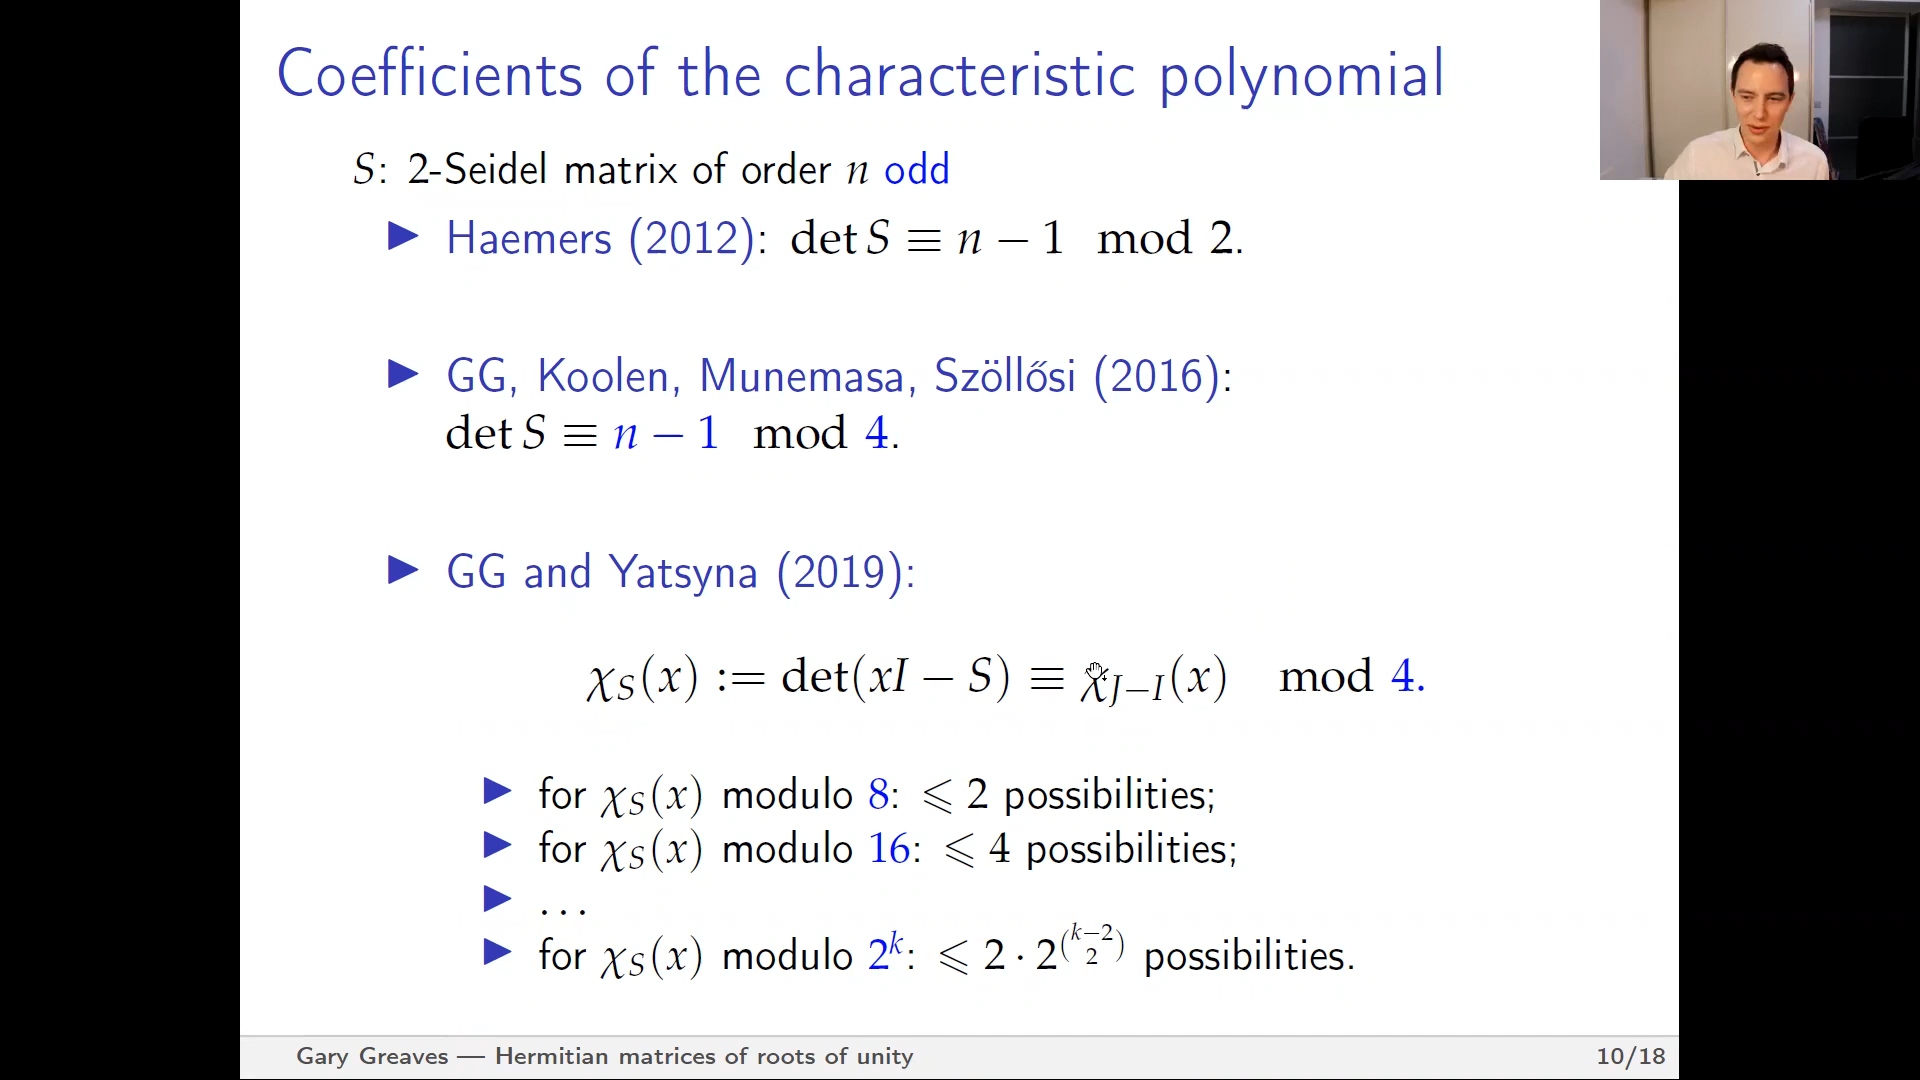 Coefficients of the characteristic polynomial
S: 2-Seidel matrix of order n odd
▶ Haemers (2012): det S ≡ n − 1 mod 2.
▶ GG, Koolen, Munemasa, Szöllősi (2016):
det S ≡ n − 1 mod 4.
▶ GG and Yatsyna (2019):
χ_S(x) := det(xI − S) ≡ χ_{J−I}(x) mod 4.
▶ for χ_S(x) modulo 8: ⩽ 2 possibilities;
▶ for χ_S(x) modulo 16: ⩽ 4 possibilities;
▶ ...
▶ for χ_S(x) modulo 2^k: ⩽ 2 · 2^{\binom{k−2}{2}} possibilities.
Gary Greaves — Hermitian matrices of roots of unity 10/18